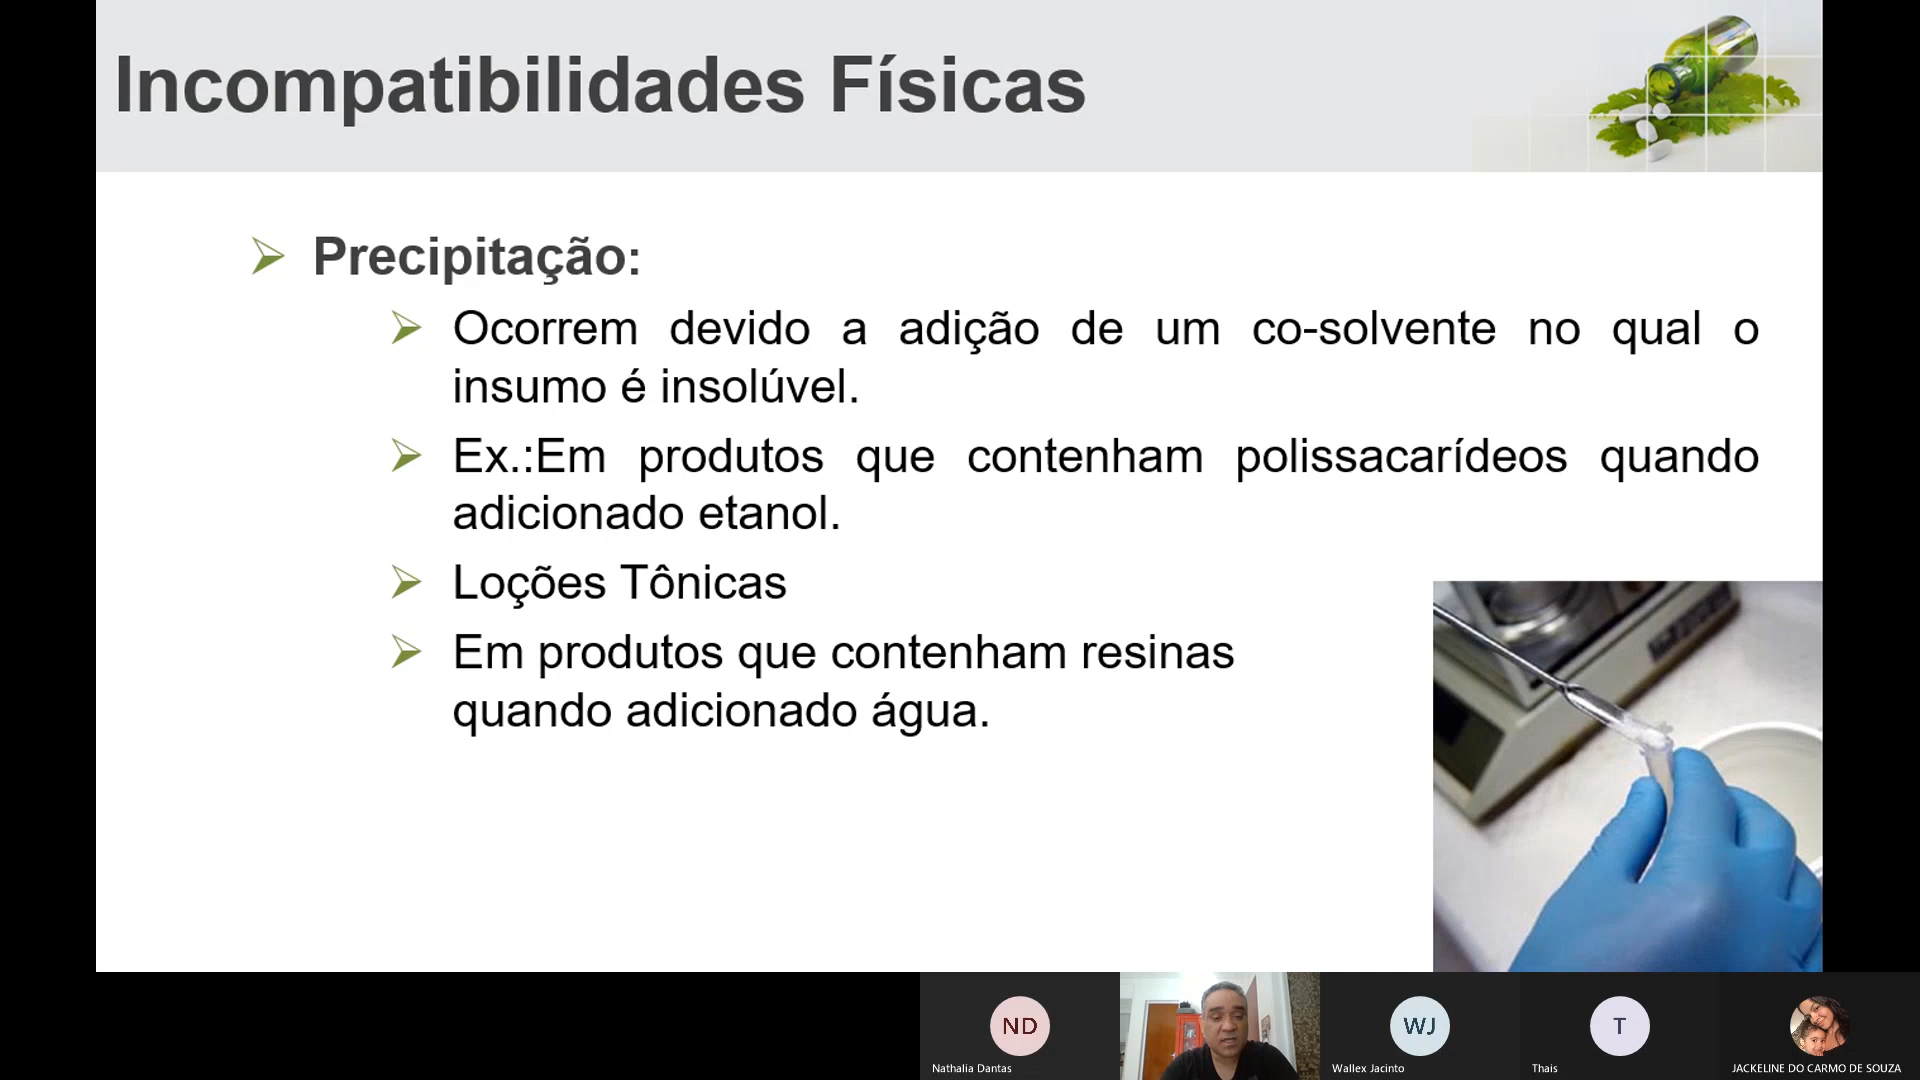 Incompatibilidades Físicas
Precipitação:
Ocorrem devido a adição de um co-solvente no qual o
insumo é insolúvel.
Ex.:Em produtos que contenham polissacarídeos quando
adicionado etanol.
Loções Tônicas
Em produtos que contenham resinas
quando adicionado água.
ND
WJ
T
Nathalia Dantas
Wallex Jacinto
Thais
JACKELINE DO CARMO DE SOUZA